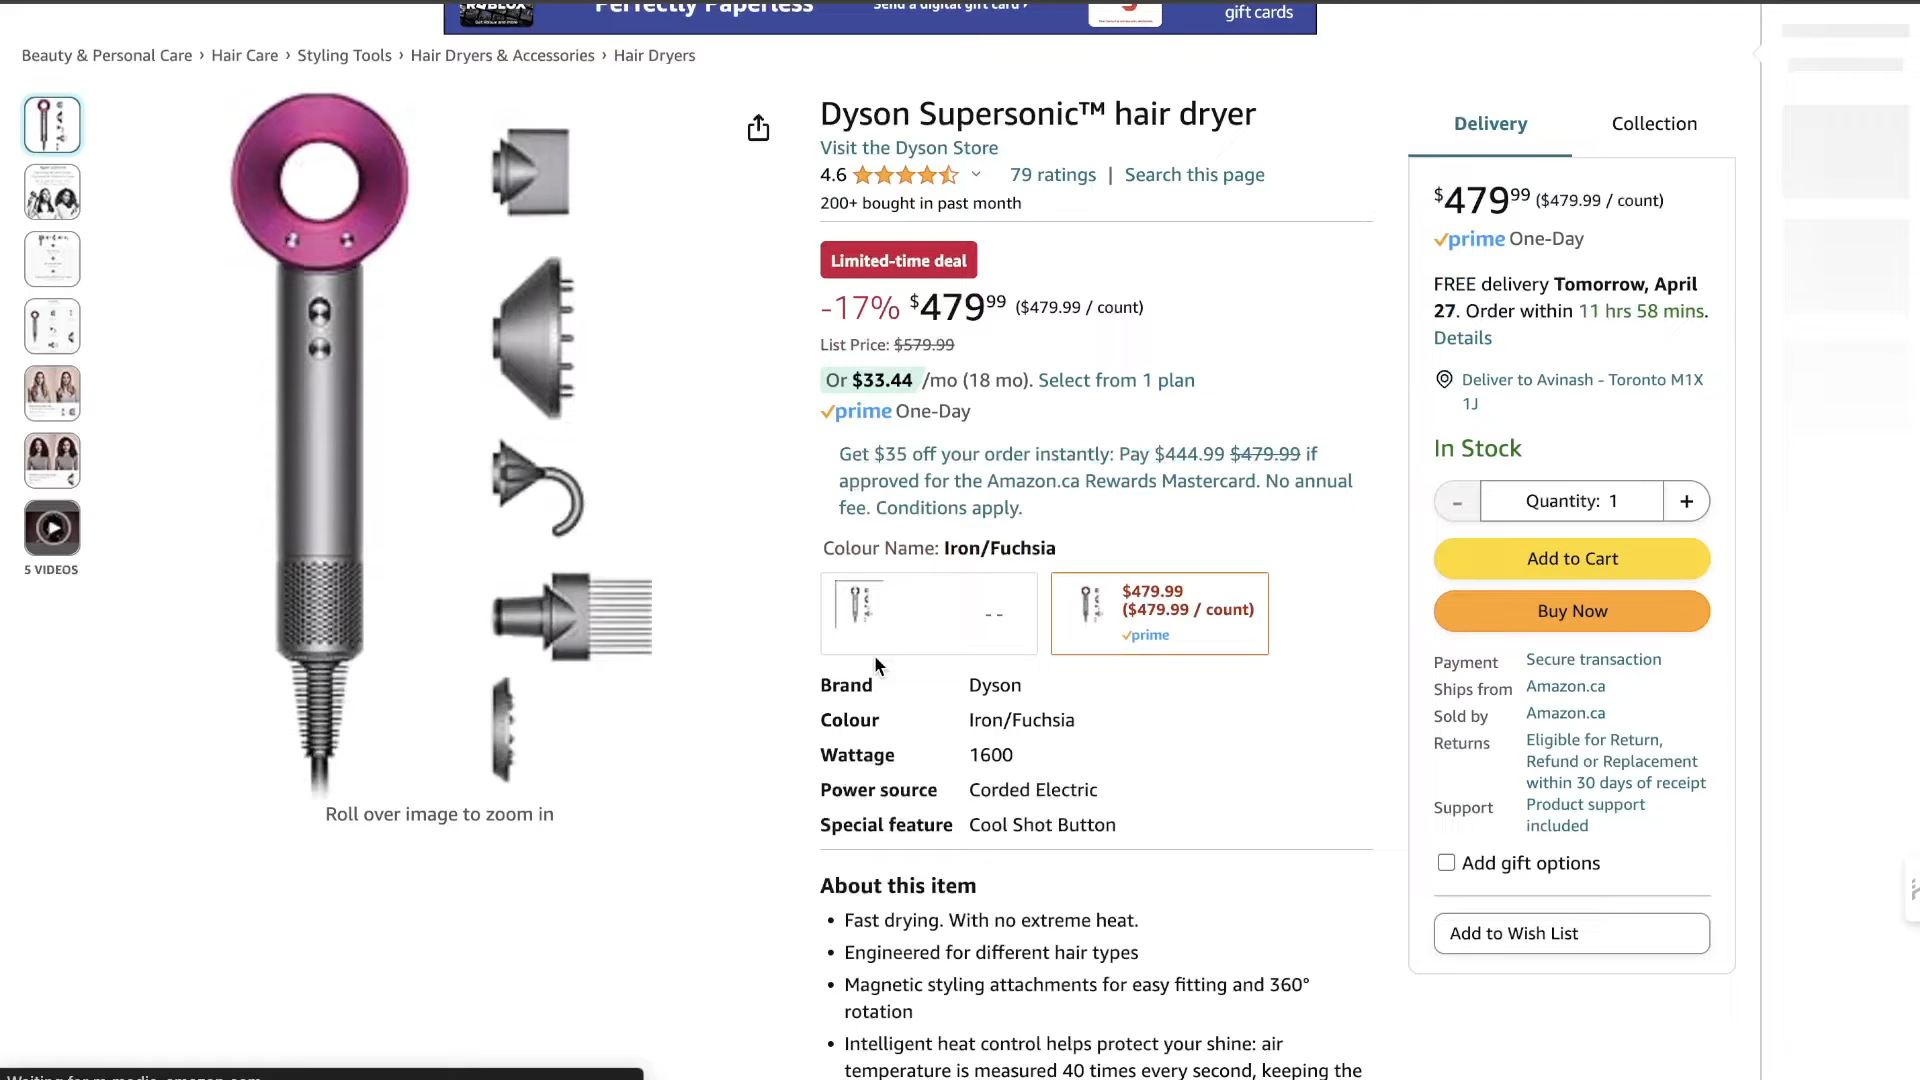 Perfectly Paperless
Send a digital gift card ›
gift cards
ROBLOX
Beauty & Personal Care › Hair Care › Styling Tools › Hair Dryers & Accessories › Hair Dryers
5 VIDEOS
Roll over image to zoom in
Dyson Supersonic™ hair dryer
Visit the Dyson Store
4.6 79 ratings | Search this page
200+ bought in past month
Limited-time deal
-17% $479 99 ($479.99 / count)
List Price: $579.99
Or $33.44 /mo (18 mo). Select from 1 plan
prime One-Day
Get $35 off your order instantly: Pay $444.99 $479.99 if
approved for the Amazon.ca Rewards Mastercard. No annual
fee. Conditions apply.
Colour Name: Iron/Fuchsia
--
$479.99
($479.99 / count)
prime
Brand Dyson
Colour Iron/Fuchsia
Wattage 1600
Power source Corded Electric
Special feature Cool Shot Button
About this item
• Fast drying. With no extreme heat.
• Engineered for different hair types
• Magnetic styling attachments for easy fitting and 360°
rotation
• Intelligent heat control helps protect your shine: air
temperature is measured 40 times every second, keeping the
Delivery
Collection
$479 99 ($479.99 / count)
prime One-Day
FREE delivery Tomorrow, April
27. Order within 11 hrs 58 mins.
Details
Deliver to Avinash - Toronto M1X
1J
In Stock
- Quantity: 1 +
Add to Cart
Buy Now
Payment Secure transaction
Ships from Amazon.ca
Sold by Amazon.ca
Returns Eligible for Return,
Refund or Replacement
within 30 days of receipt
Support Product support
included
Add gift options
Add to Wish List